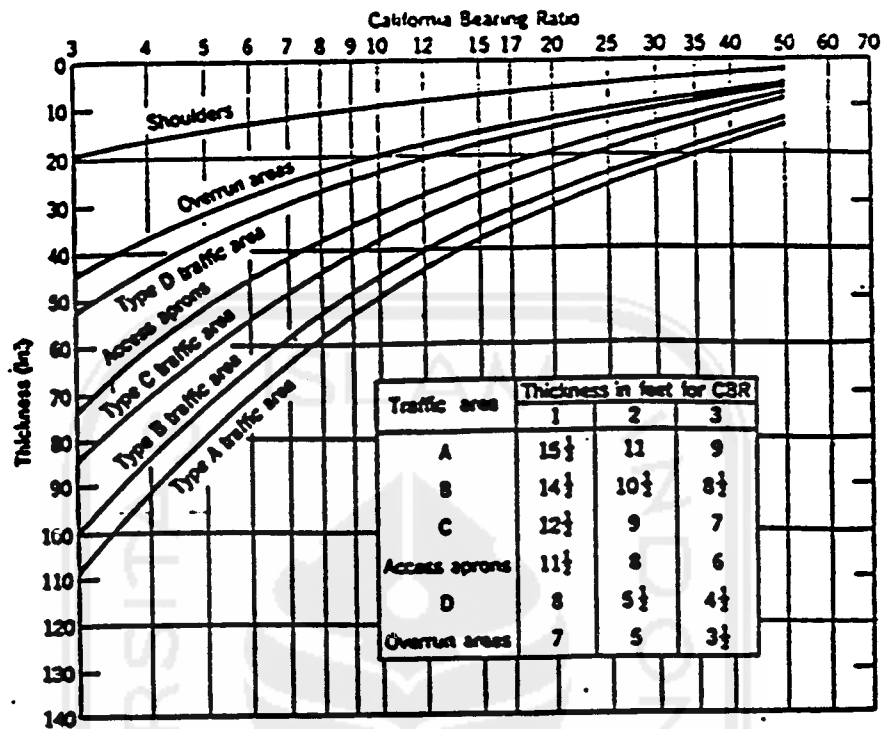 California Bearing Ratio
3 4 5 6 7 8 9 10 12 15 17 20 25 30 35 40 50 60 70
0
10
20
30
40
50
60
70
80
90
100
110
120
130
140
Thickness (in.)
Shoulders
Overrun areas
Type D traffic area
Access aprons
Type C traffic area
Type B traffic area
Type A traffic area
Traffic area Thickness in feet for CBR
1 2 3
A 15½ 11 9
B 14½ 10½ 8½
C 12½ 9 7
Access aprons 11½ 8 6
D 8 5½ 4½
Overrun areas 7 5 3½
ISLAM
INDON
RSITE